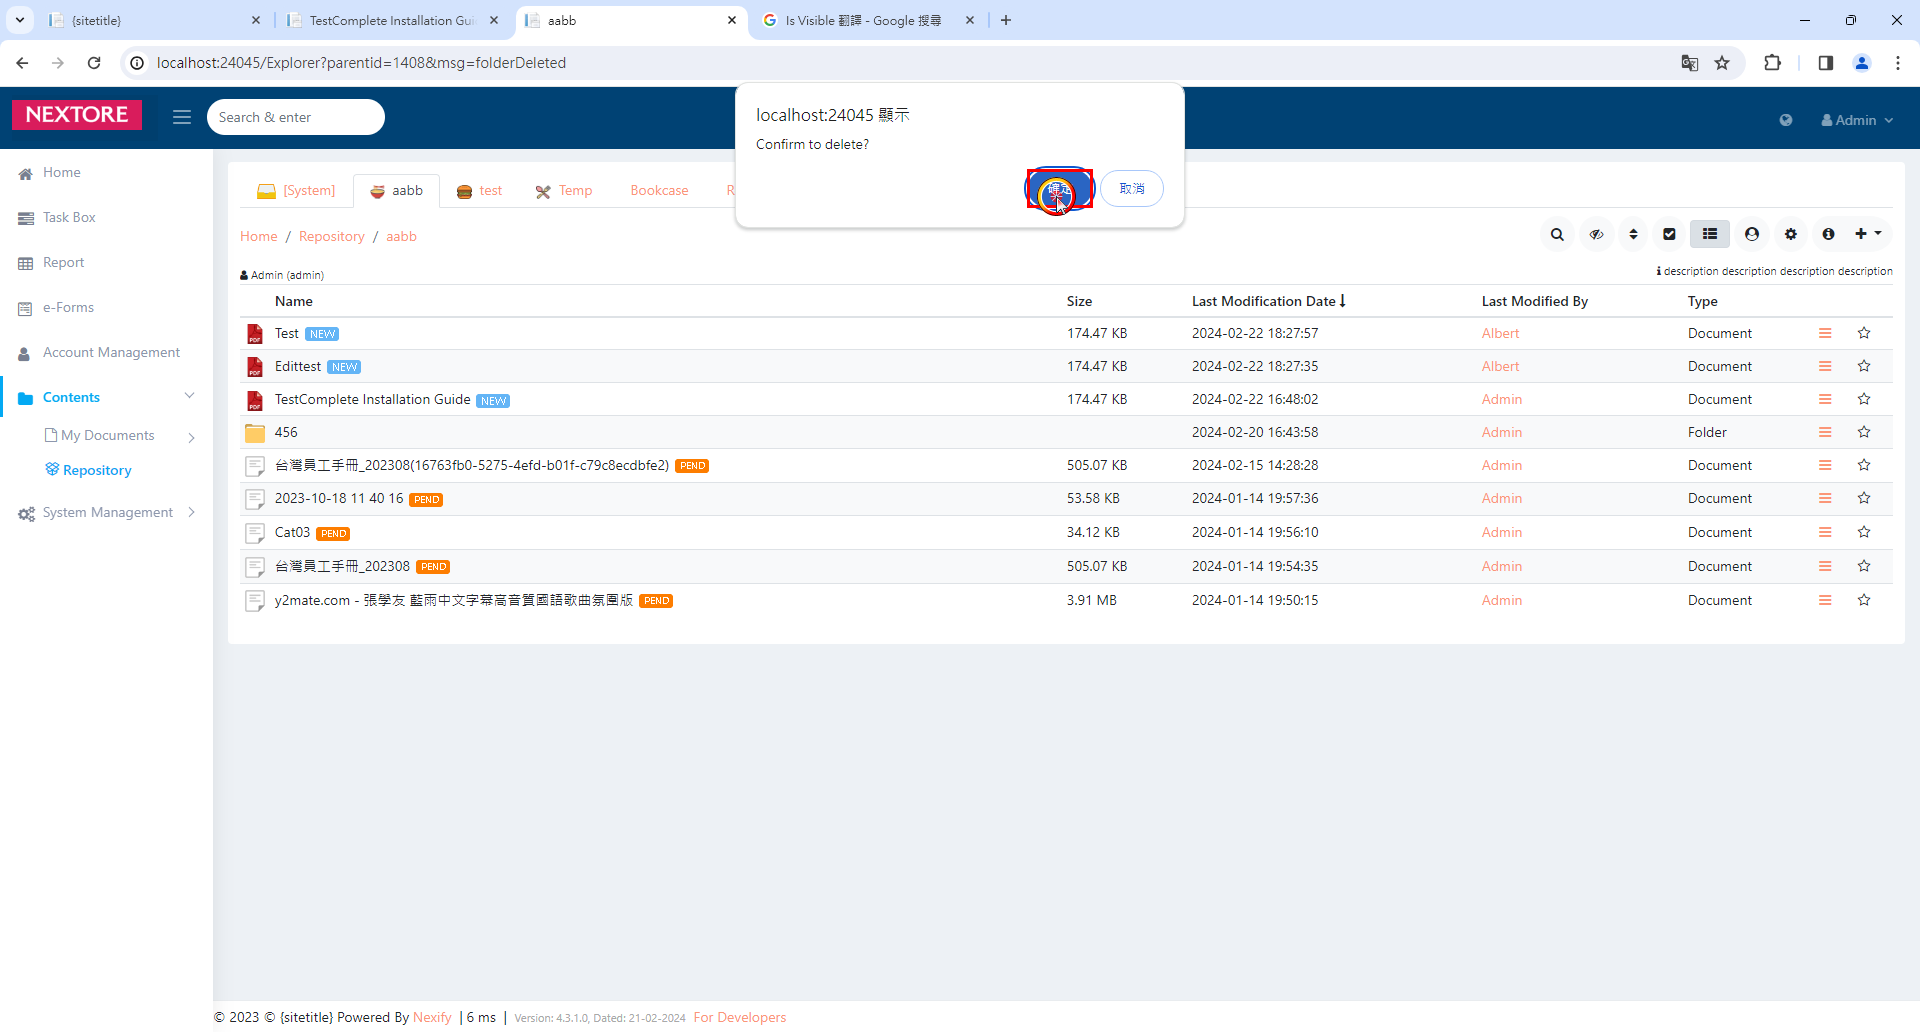 {sitetitle}
TestComplete Installation Gui
aabb
Is Visible 翻譯 - Google 搜尋
localhost:24045/Explorer?parentid=1408&msg=folderDeleted
NEXTORE
Search & enter
Admin
localhost:24045 顯示
Confirm to delete?
確定
取消
Home
Task Box
Report
e-Forms
Account Management
Contents
My Documents
Repository
System Management
[System]
aabb
test
Temp
Bookcase
R
Home / Repository / aabb
Admin (admin)
description description description description
Name Size Last Modification Date Last Modified By Type
Test NEW 174.47 KB 2024-02-22 18:27:57 Albert Document
Edittest NEW 174.47 KB 2024-02-22 18:27:35 Albert Document
TestComplete Installation Guide NEW 174.47 KB 2024-02-22 16:48:02 Admin Document
456 2024-02-20 16:43:58 Admin Folder
台灣員工手冊_202308(16763fb0-5275-4efd-b01f-c79c8ecdbfe2) PEND 505.07 KB 2024-02-15 14:28:28 Admin Document
2023-10-18 11 40 16 PEND 53.58 KB 2024-01-14 19:57:36 Admin Document
Cat03 PEND 34.12 KB 2024-01-14 19:56:10 Admin Document
台灣員工手冊_202308 PEND 505.07 KB 2024-01-14 19:54:35 Admin Document
y2mate.com - 張學友 藍雨中文字幕高音質國語歌曲氛圍版 PEND 3.91 MB 2024-01-14 19:50:15 Admin Document
© 2023 © {sitetitle} Powered By Nexify | 6 ms | Version: 4.3.1.0, Dated: 21-02-2024 For Developers